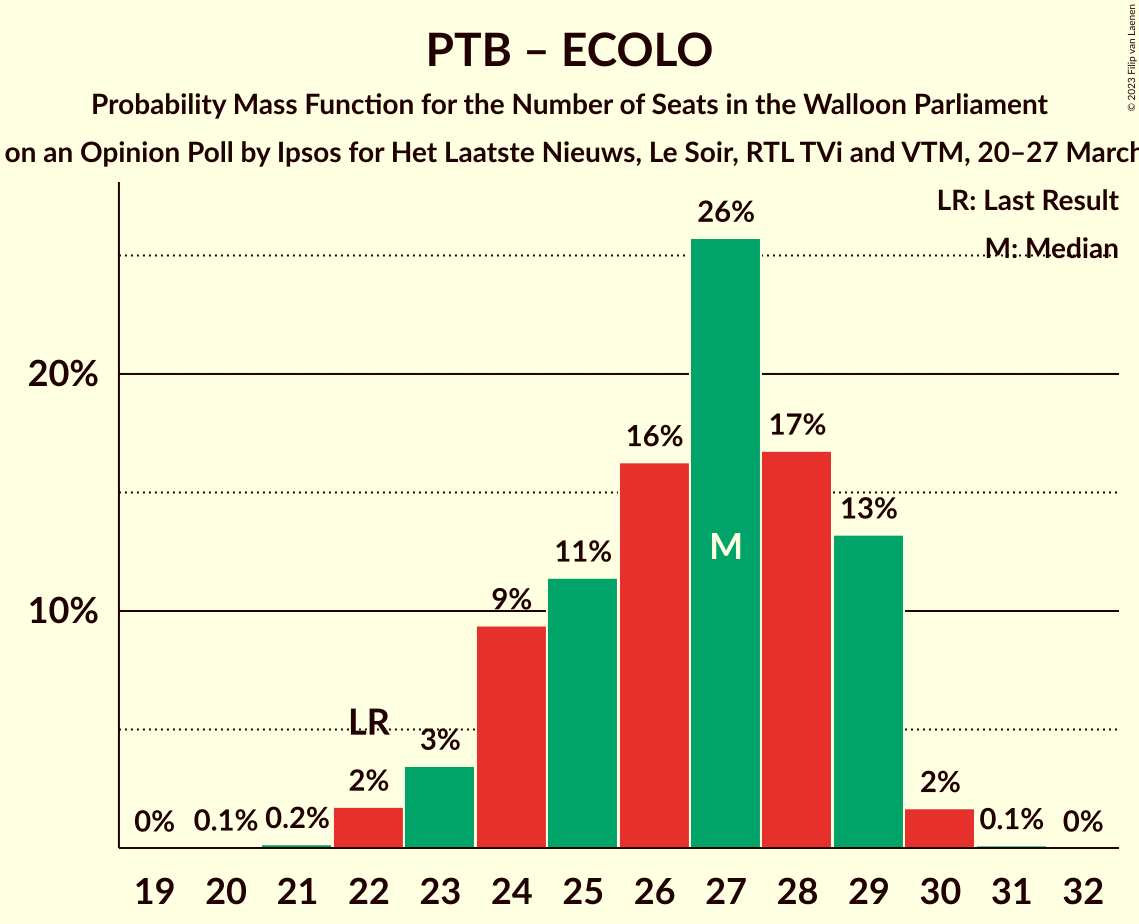 PTB – ECOLO
Probability Mass Function for the Number of Seats in the Walloon Parliament
on an Opinion Poll by Ipsos for Het Laatste Nieuws, Le Soir, RTL TVi and VTM, 20–27 March
© 2023 Filip van Laenen
LR: Last Result
M: Median
26%
20%
17%
16%
13%
M
11%
10%
9%
LR
3%
2%
2%
0% 0.1% 0.2% 0.1% 0%
19 20 21 22 23 24 25 26 27 28 29 30 31 32